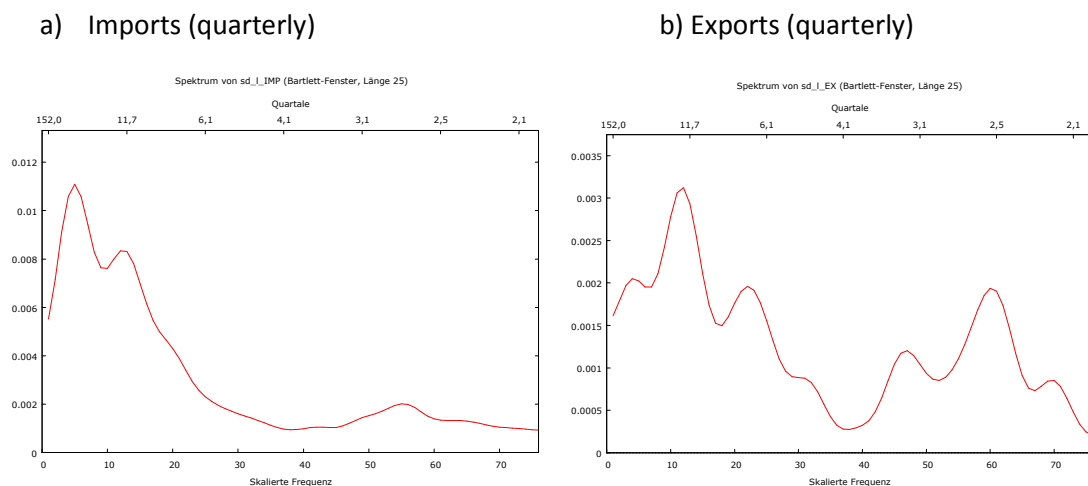 a) Imports (quarterly)
Spektrum von sd_l_IMP (Bartlett-Fenster, Länge 25)
Quartale
152,0 11,7 6,1 4,1 3,1 2,5 2,1
0.012
0.01
0.008
0.006
0.004
0.002
0
0 10 20 30 40 50 60 70
Skalierte Frequenz
b) Exports (quarterly)
Spektrum von sd_l_EX (Bartlett-Fenster, Länge 25)
Quartale
152,0 11,7 6,1 4,1 3,1 2,5 2,1
0.0035
0.003
0.0025
0.002
0.0015
0.001
0.0005
0
0 10 20 30 40 50 60 70
Skalierte Frequenz